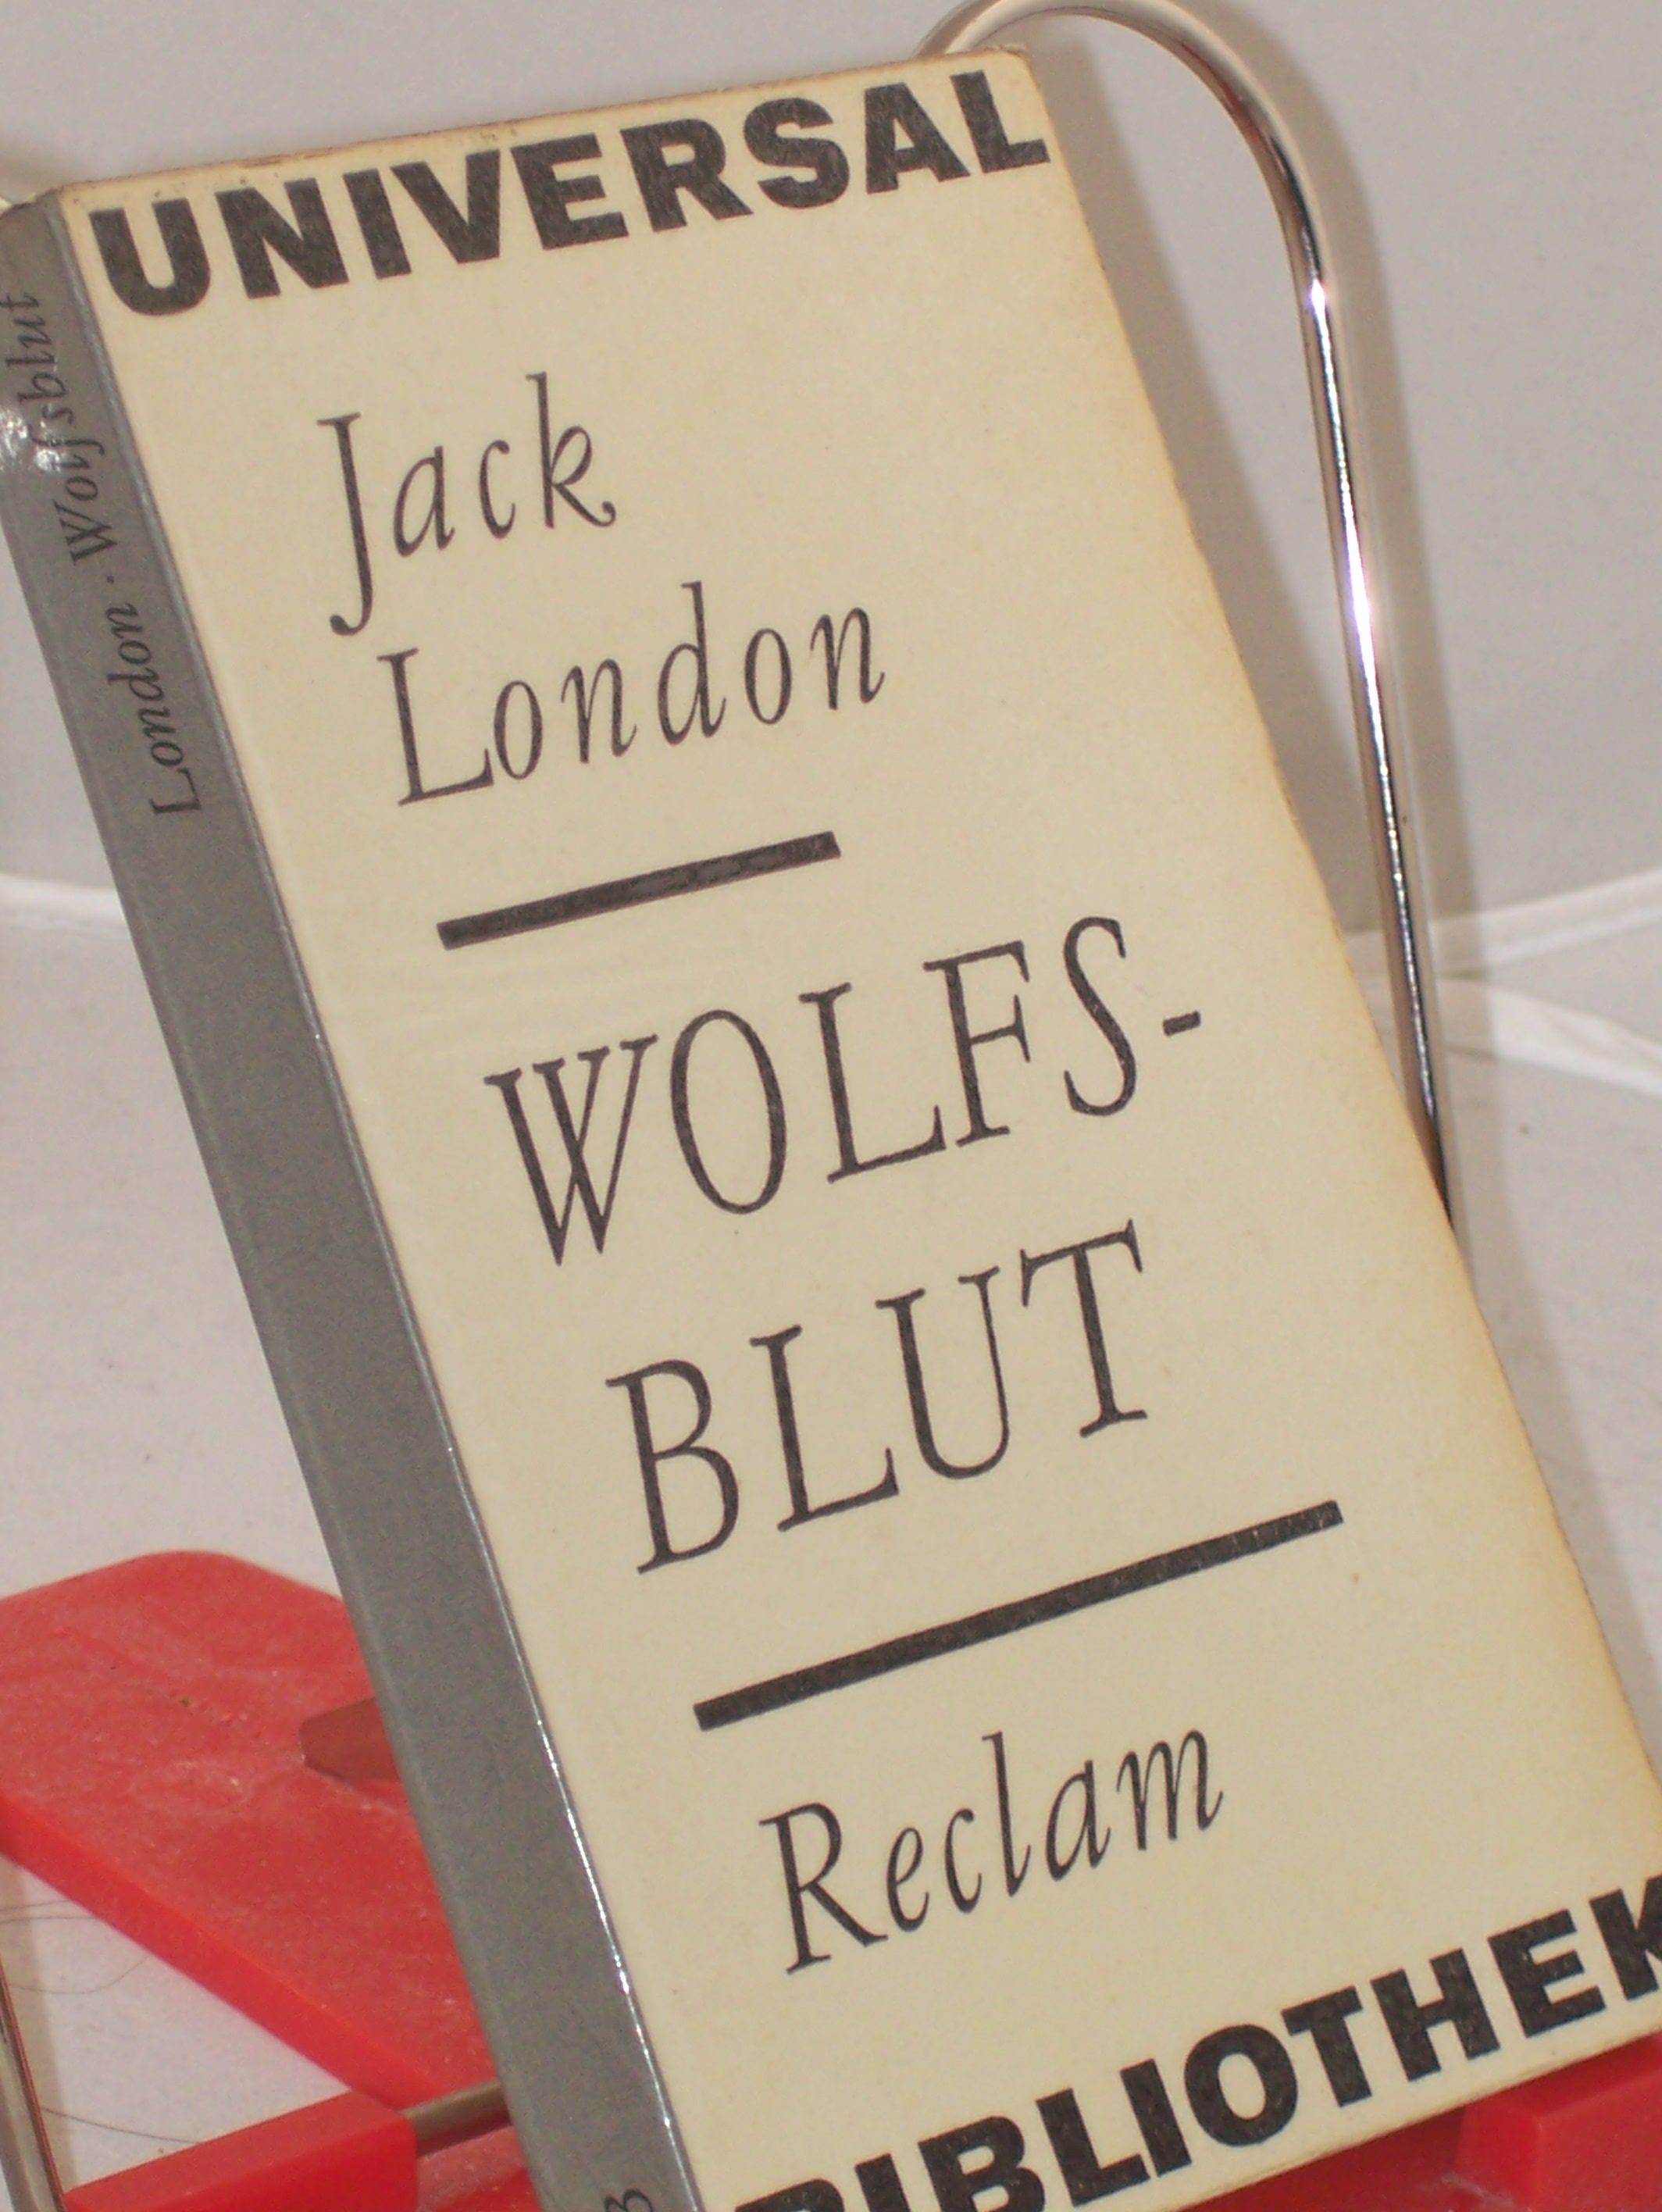 UNIVERSAL
Jack
London
WOLFS-
BLUT
Reclam
BIBLIOTHEK
London · Wolfsblut